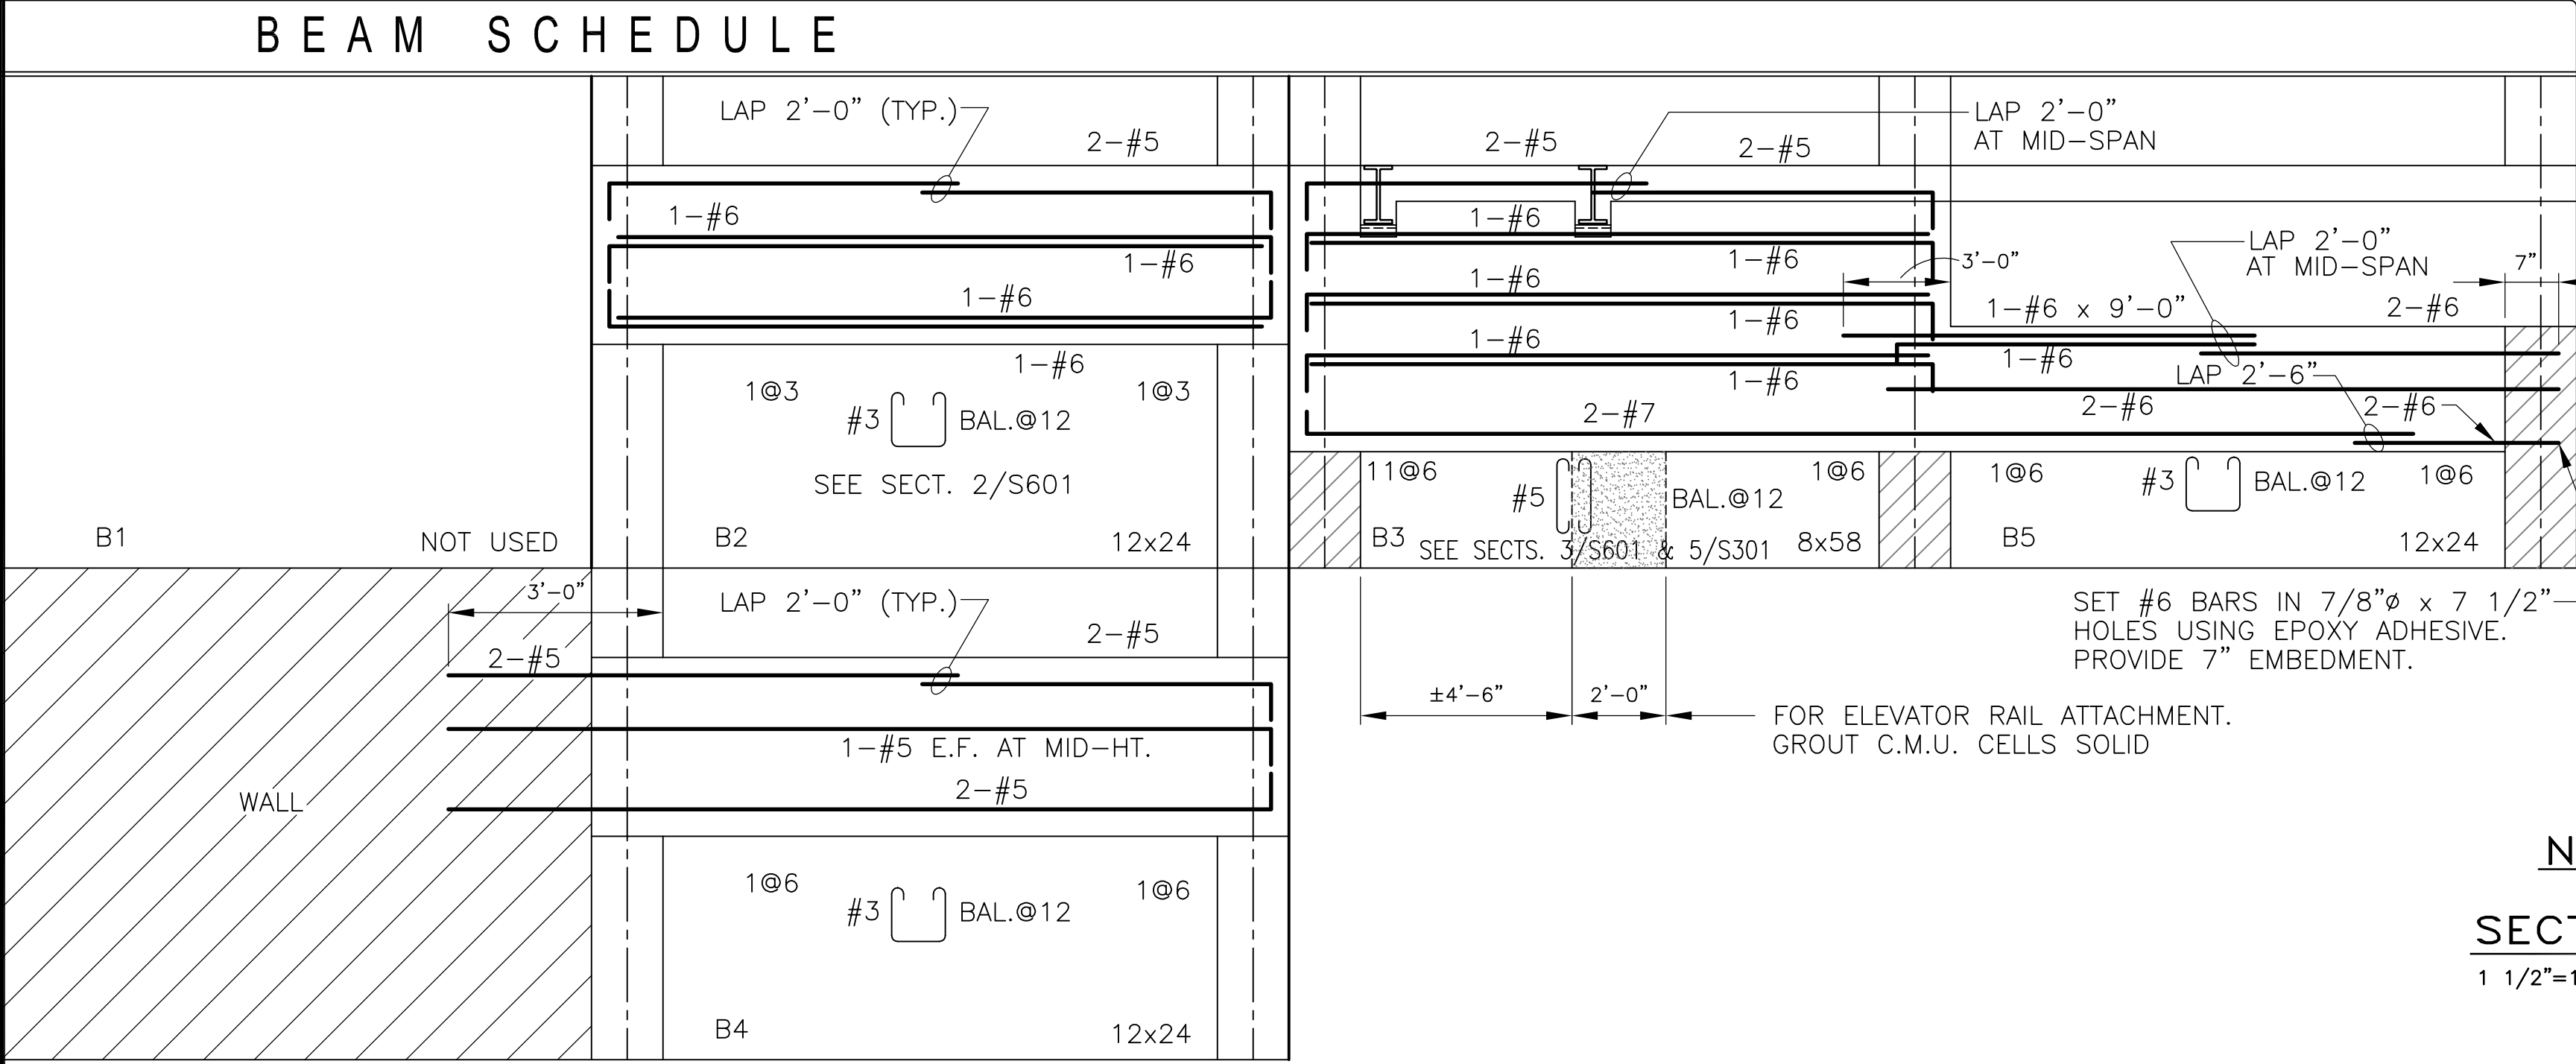 BEAM SCHEDULE
LAP 2'-0" (TYP.)
2-#5
1-#6
1-#6
1-#6
1-#6
1@3
1@3
#3
BAL.@12
SEE SECT. 2/S601
B1
NOT USED
B2
12x24
2-#5
2-#5
LAP 2'-0"
AT MID-SPAN
1-#6
1-#6
1-#6
1-#6
1-#6
1-#6
3'-0"
LAP 2'-0"
AT MID-SPAN
7"
1-#6 x 9'-0"
2-#6
1-#6
LAP 2'-6"
2-#7
2-#6
2-#6
11@6
#5
BAL.@12
1@6
B3
SEE SECTS. 3/S601 & 5/S301
8x58
1@6
#3
BAL.@12
1@6
B5
12x24
3'-0"
LAP 2'-0" (TYP.)
2-#5
2-#5
1-#5 E.F. AT MID-HT.
2-#5
WALL
1@6
1@6
#3
BAL.@12
B4
12x24
±4'-6"
2'-0"
FOR ELEVATOR RAIL ATTACHMENT.
GROUT C.M.U. CELLS SOLID
SET #6 BARS IN 7/8"ø x 7 1/2"
HOLES USING EPOXY ADHESIVE.
PROVIDE 7" EMBEDMENT.
N
SECT
1 1/2"=1